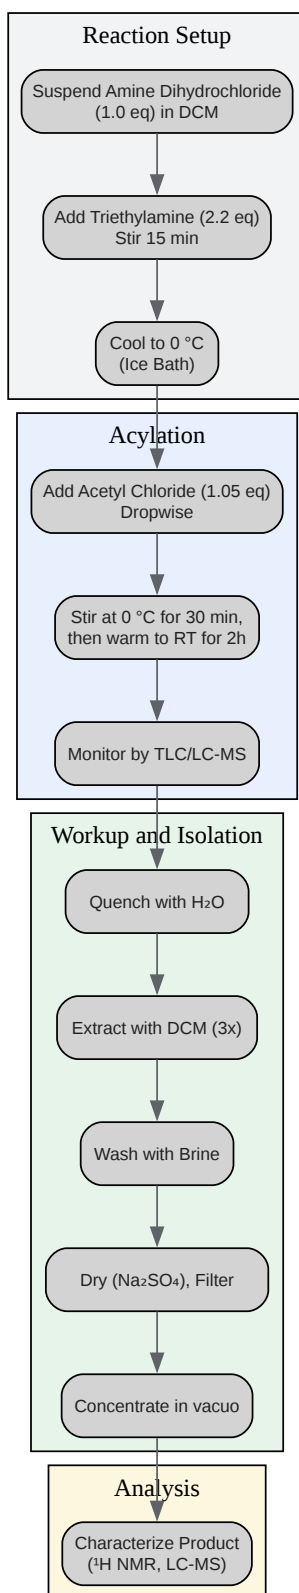 Reaction Setup
Suspend Amine Dihydrochloride
(1.0 eq) in DCM
Add Triethylamine (2.2 eq)
Stir 15 min
Cool to 0 °C
(Ice Bath)
Acylation
Add Acetyl Chloride (1.05 eq)
Dropwise
Stir at 0 °C for 30 min,
then warm to RT for 2h
Monitor by TLC/LC-MS
Workup and Isolation
Quench with H₂O
Extract with DCM (3x)
Wash with Brine
Dry (Na₂SO₄), Filter
Concentrate in vacuo
Analysis
Characterize Product
(¹H NMR, LC-MS)